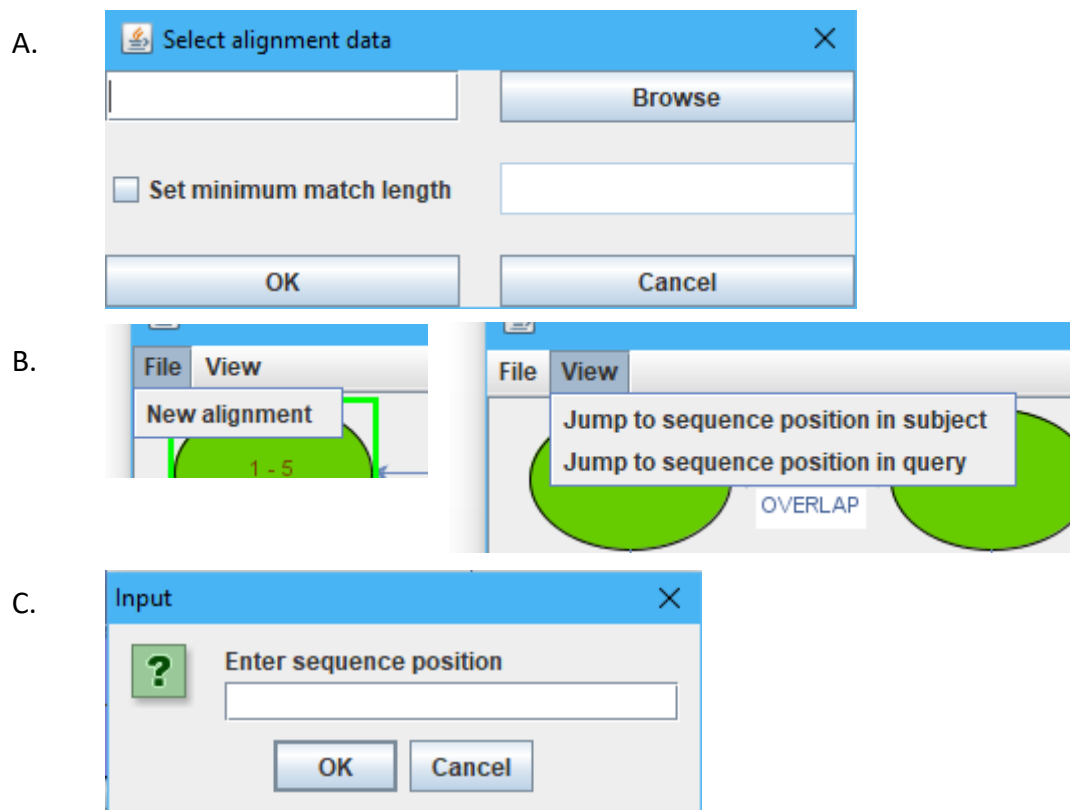 A.
Select alignment data
Browse
Set minimum match length
OK Cancel
B.
File View
New alignment
1 - 5
File View
Jump to sequence position in subject
Jump to sequence position in query
OVERLAP
C.
Input
? Enter sequence position
OK Cancel